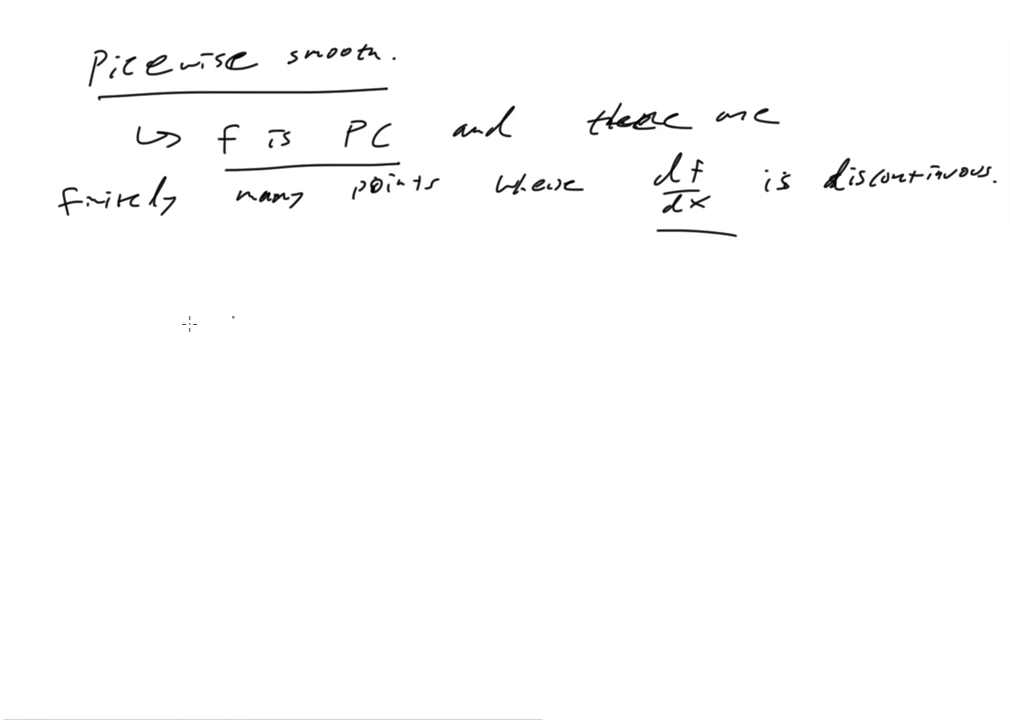 Piecewise smooth.
↳ f is PC and there are
finitely many points where df/dx is discontinuous.